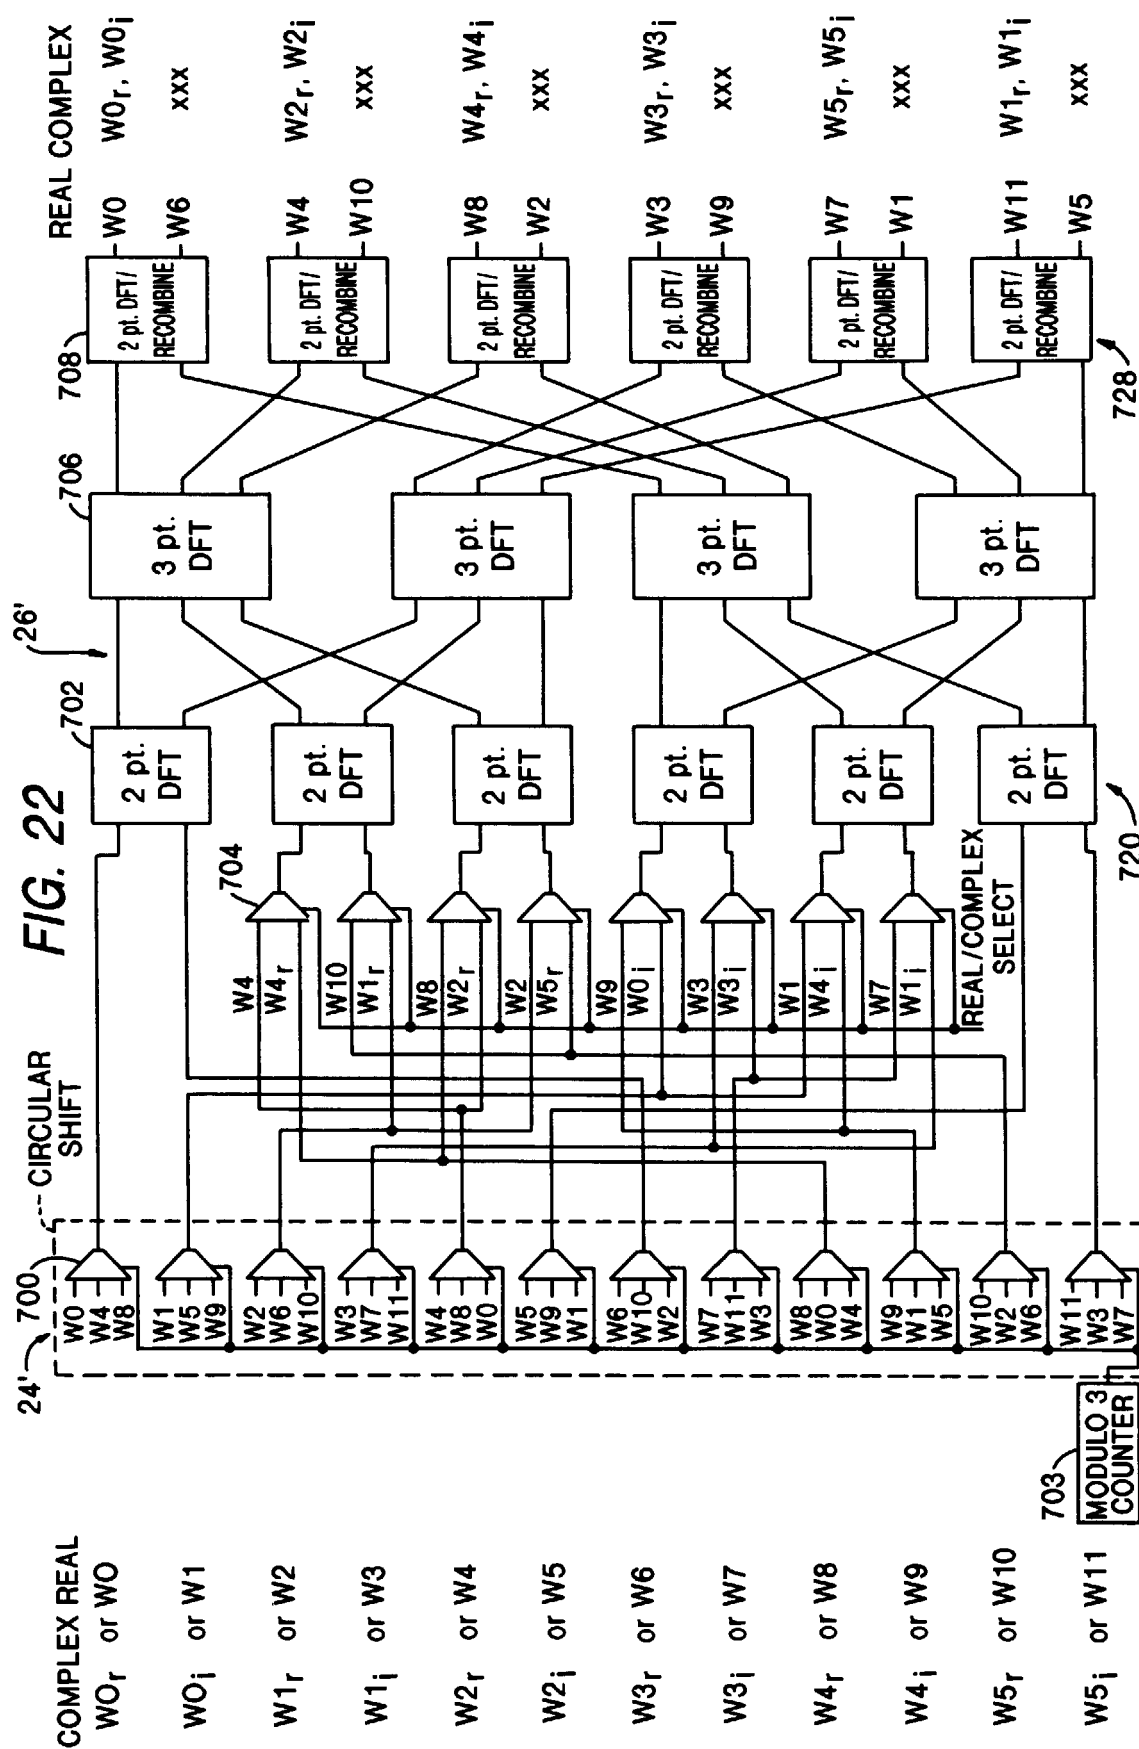 FIG. 22
COMPLEX REAL
W0r or W0
W0i or W1
W1r or W2
W1i or W3
W2r or W4
W2i or W5
W3r or W6
W3i or W7
W4r or W8
W4i or W9
W5r or W10
W5i or W11
703
MODULO 3
COUNTER
24'
700
CIRCULAR
SHIFT
W0
W4
W8
W1
W5
W9
W2
W6
W10
W3
W7
W11
W4
W8
W0
W5
W9
W1
W6
W10
W2
W7
W11
W3
W8
W0
W4
W9
W1
W5
W10
W2
W6
W11
W3
W7
704
W4
W4r
W10
W1r
W8
W2r
W2
W5r
W9
W0i
W3
W3i
W1
W4i
W7
W1i
REAL/COMPLEX
SELECT
702
26'
2 pt.
DFT
2 pt.
DFT
2 pt.
DFT
2 pt.
DFT
2 pt.
DFT
2 pt.
DFT
720
706
3 pt.
DFT
3 pt.
DFT
3 pt.
DFT
3 pt.
DFT
708
2 pt. DFT/
RECOMBINE
2 pt. DFT/
RECOMBINE
2 pt. DFT/
RECOMBINE
2 pt. DFT/
RECOMBINE
2 pt. DFT/
RECOMBINE
2 pt. DFT/
RECOMBINE
728
REAL COMPLEX
W0 W0r, W0i
W6 xxx
W4 W2r, W2i
W10 xxx
W8 W4r, W4i
W2 xxx
W3 W3r, W3i
W9 xxx
W7 W5r, W5i
W1 xxx
W11 W1r, W1i
W5 xxx